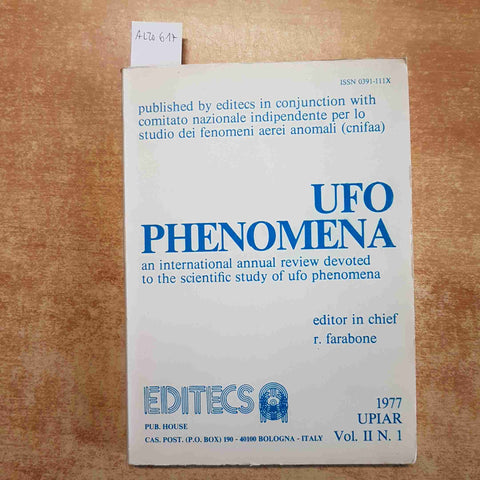 ALTO 617
ISSN 0391-111X
published by editecs in conjunction with
comitato nazionale indipendente per lo
studio dei fenomeni aerei anomali (cnifaa)
UFO
PHENOMENA
an international annual review devoted
to the scientific study of ufo phenomena
editor in chief
r. farabone
EDITECS
PUB. HOUSE
CAS. POST. (P.O. BOX) 190 - 40100 BOLOGNA - ITALY
1977
UPIAR
Vol. II N. 1